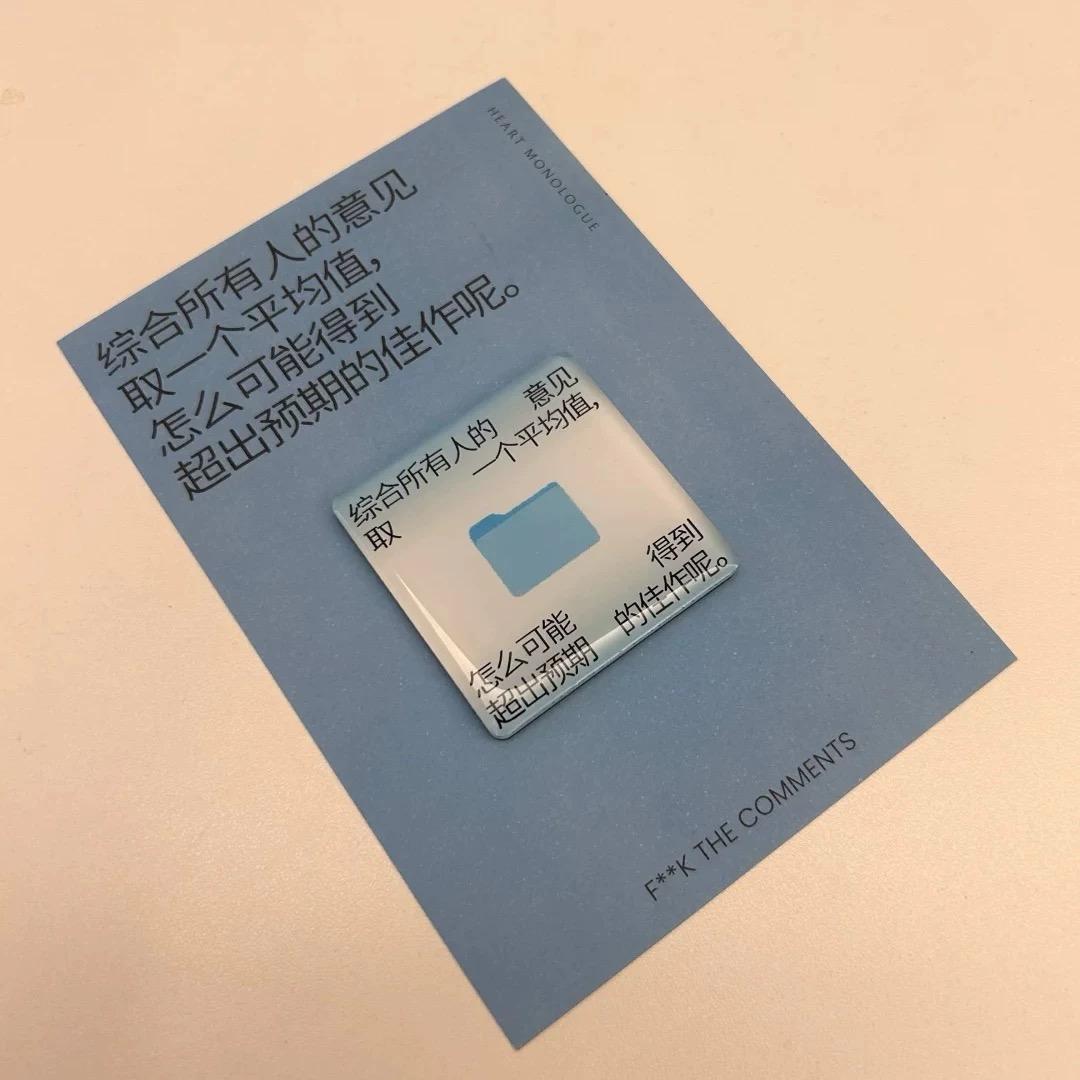 HEART MONOLOGUE
综合所有人的意见
取一个平均值，
怎么可能得到
超出预期的佳作呢。
综合所有人的 意见
取 一个平均值，
怎么可能 得到
超出预期 的佳作呢。
F**K THE COMMENTS